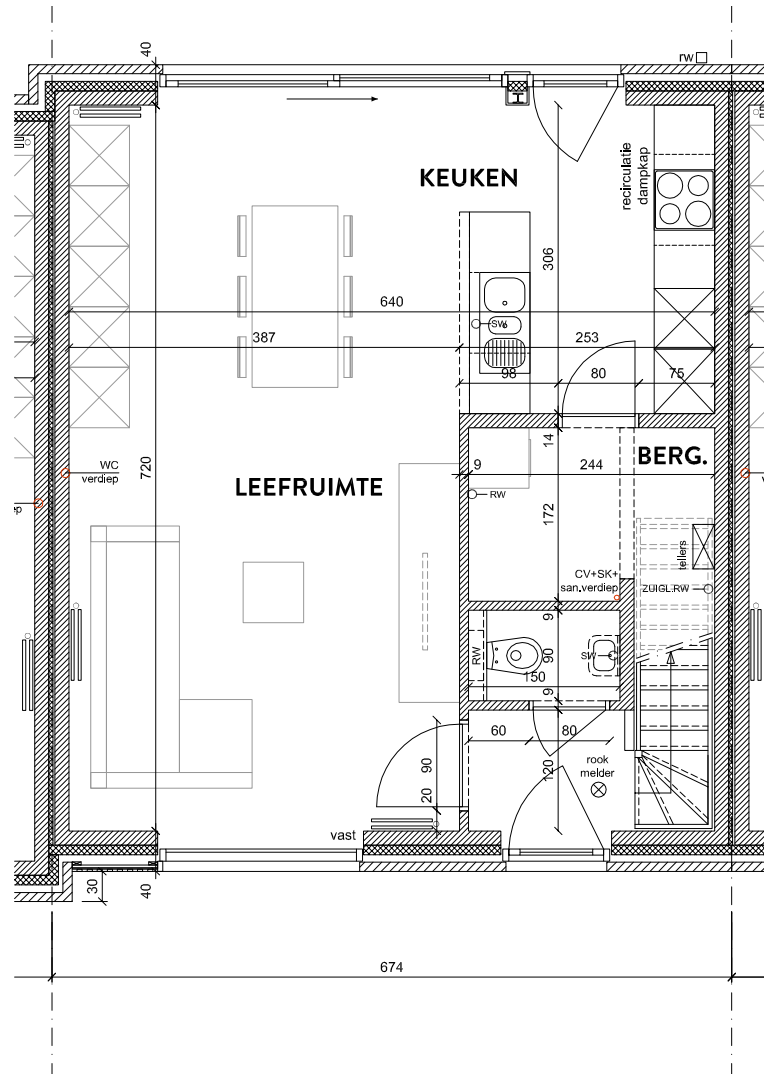 40
rw
KEUKEN
recirculatie
dampkap
306
640
SW
387
253
98
80
75
14
BERG.
WC
verdiep
720
9
244
LEEFRUIMTE
RW
172
tellers
CV+SK+
san.verdiep
ZUIGL.RW
9
RW
90
SW
150
9
60
80
90
120
rook
melder
20
vast
30
40
674